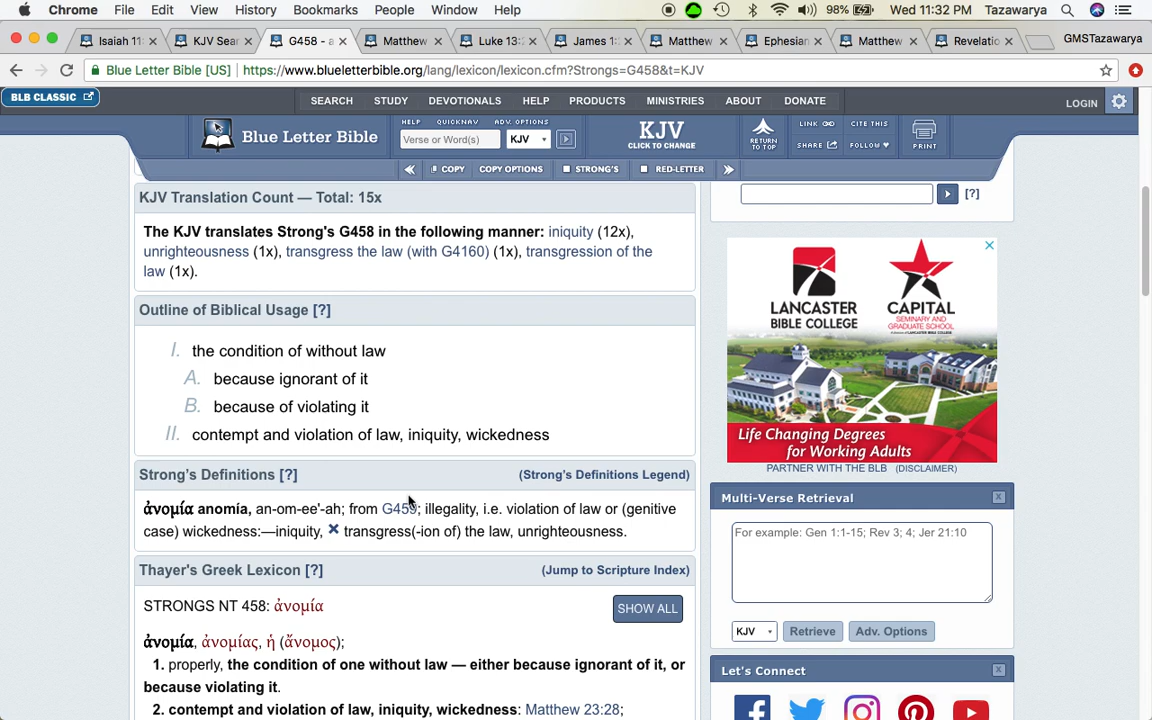 Chrome File Edit View History Bookmarks People Window Help 98% Wed 11:32 PM Tazawarya
Isaiah 11: KJV Sear G458 - a Matthew Luke 13: James 1: Matthew Ephesian Matthew Revelatio GMSTazawarya
Blue Letter Bible [US] https://www.blueletterbible.org/lang/lexicon/lexicon.cfm?Strongs=G458&t=KJV
BLB CLASSIC
SEARCH STUDY DEVOTIONALS HELP PRODUCTS MINISTRIES ABOUT DONATE LOGIN
Blue Letter Bible
HELP QUICKNAV ADV. OPTIONS
Verse or Word(s) KJV
KJV
CLICK TO CHANGE
RETURN
TO TOP
LINK CITE THIS
SHARE FOLLOW
PRINT
COPY COPY OPTIONS STRONG'S RED-LETTER
KJV Translation Count — Total: 15x
The KJV translates Strong's G458 in the following manner: iniquity (12x),
unrighteousness (1x), transgress the law (with G4160) (1x), transgression of the
law (1x).
Outline of Biblical Usage [?]
I. the condition of without law
A. because ignorant of it
B. because of violating it
II. contempt and violation of law, iniquity, wickedness
Strong's Definitions [?] (Strong's Definitions Legend)
ἀνομία anomía, an-om-ee'-ah; from G459; illegality, i.e. violation of law or (genitive
case) wickedness:—iniquity, × transgress(-ion of) the law, unrighteousness.
Thayer's Greek Lexicon [?] (Jump to Scripture Index)
STRONGS NT 458: ἀνομία
SHOW ALL
ἀνομία, ἀνομίας, ἡ (ἄνομος);
1. properly, the condition of one without law — either because ignorant of it, or
because violating it.
2. contempt and violation of law, iniquity, wickedness: Matthew 23:28;
[?]
LANCASTER
BIBLE COLLEGE
CAPITAL
SEMINARY AND
GRADUATE SCHOOL
Life Changing Degrees
for Working Adults
PARTNER WITH THE BLB (DISCLAIMER)
Multi-Verse Retrieval x
For example: Gen 1:1-15; Rev 3; 4; Jer 21:10
KJV Retrieve Adv. Options
Let's Connect x